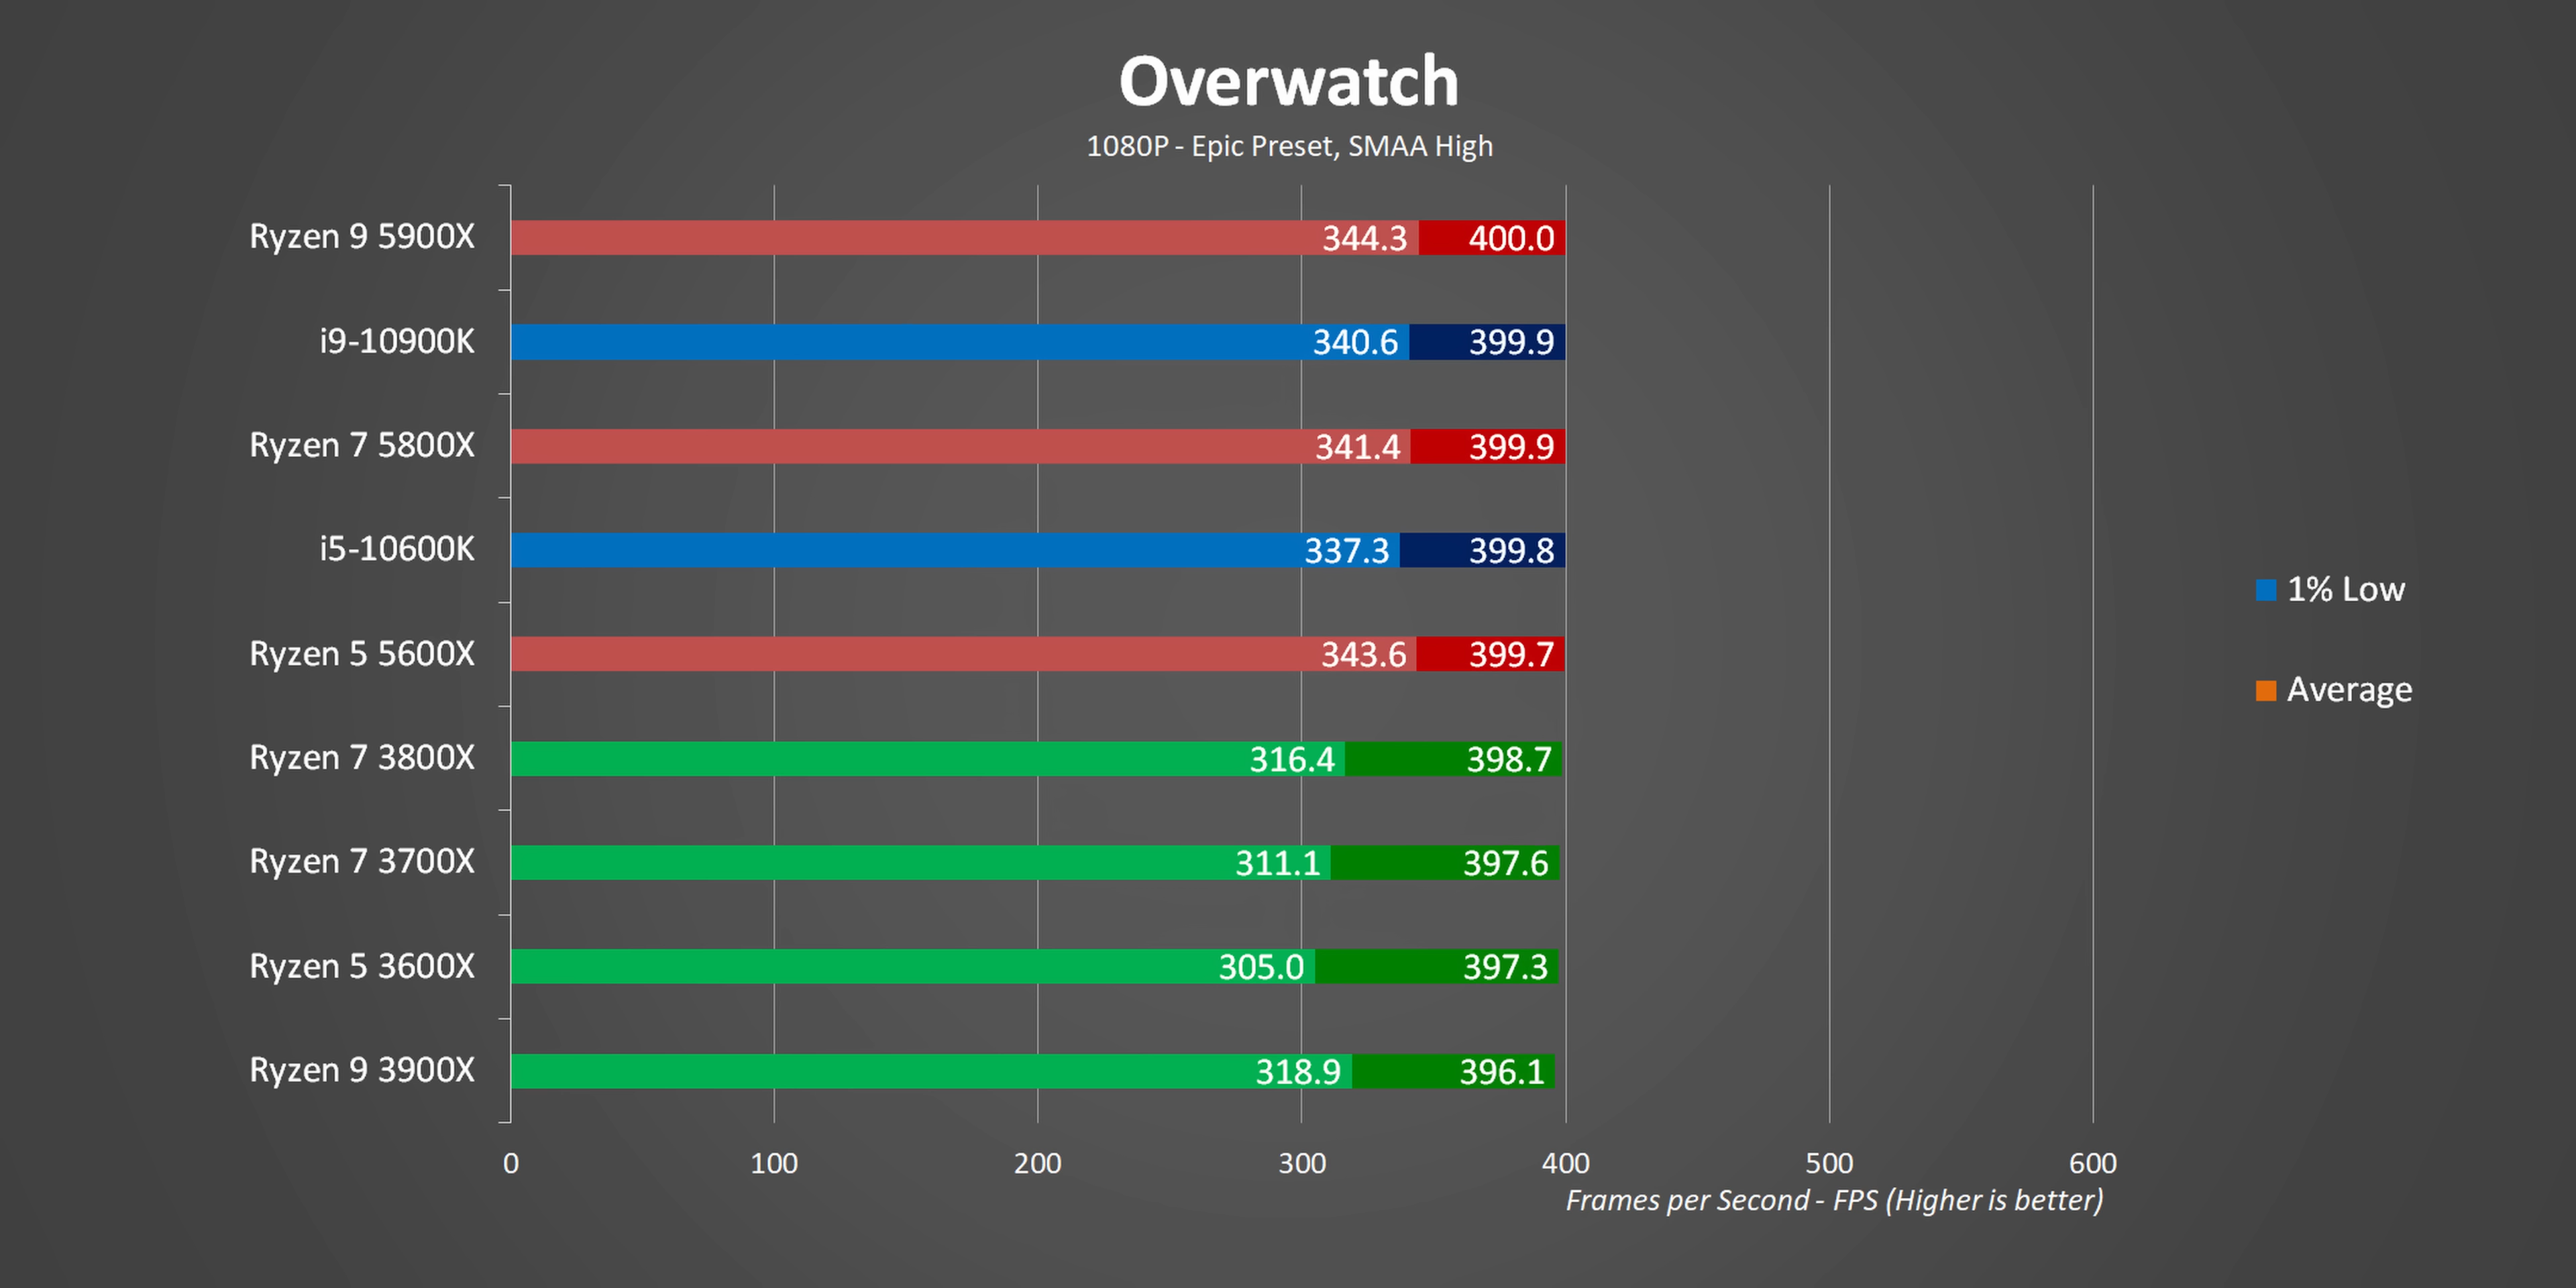 Overwatch
1080P - Epic Preset, SMAA High
Ryzen 9 5900X 344.3 400.0
i9-10900K 340.6 399.9
Ryzen 7 5800X 341.4 399.9
i5-10600K 337.3 399.8
1% Low
Ryzen 5 5600X 343.6 399.7
Average
Ryzen 7 3800X 316.4 398.7
Ryzen 7 3700X 311.1 397.6
Ryzen 5 3600X 305.0 397.3
Ryzen 9 3900X 318.9 396.1
0 100 200 300 400 500 600
Frames per Second - FPS (Higher is better)